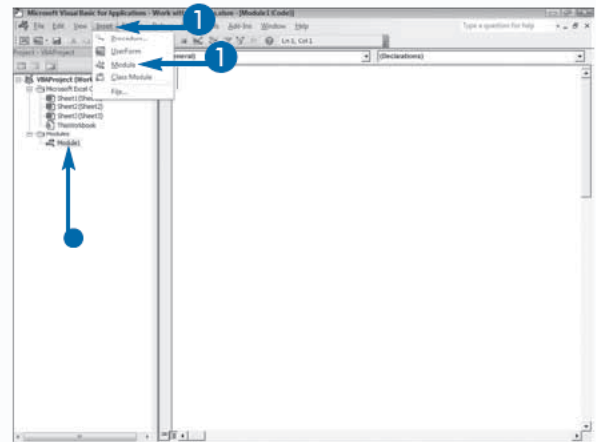 Microsoft Visual Basic for Applications - Work with [Module1 (Code)]
File Edit View Insert Add-Ins Window Help
Type a question for help
Ln 1, Col 1
Project - VBAProject
(General)
(Declarations)
Procedure...
UserForm
Module
Class Module
File...
1
1
VBAProject (Work
Microsoft Excel O
Sheet1 (Sheet1)
Sheet2 (Sheet2)
Sheet3 (Sheet3)
ThisWorkbook
Modules
Module1